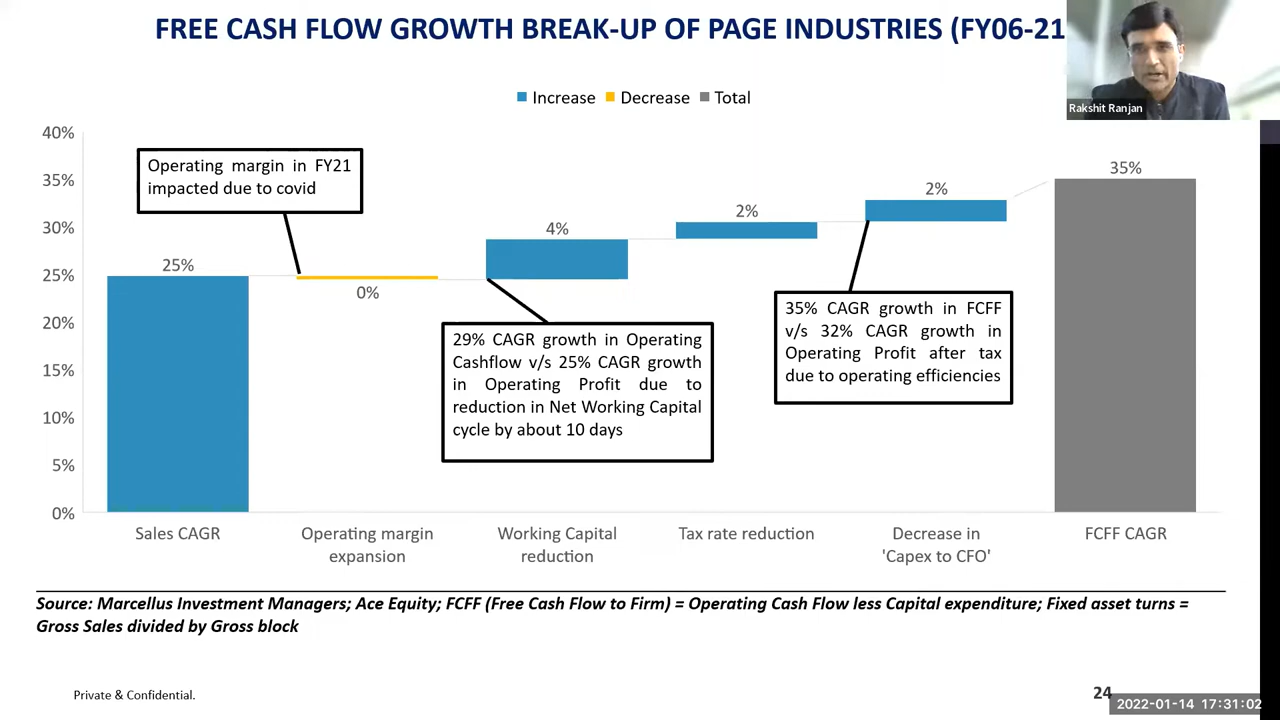 FREE CASH FLOW GROWTH BREAK-UP OF PAGE INDUSTRIES (FY06-21
Rakshit Ranjan
Increase Decrease Total
40%
35%
30%
25%
20%
15%
10%
5%
0%
Operating margin in FY21
impacted due to covid
25%
0%
4%
2%
2%
35%
29% CAGR growth in Operating
Cashflow v/s 25% CAGR growth
in Operating Profit due to
reduction in Net Working Capital
cycle by about 10 days
35% CAGR growth in FCFF
v/s 32% CAGR growth in
Operating Profit after tax
due to operating efficiencies
Sales CAGR
Operating margin
expansion
Working Capital
reduction
Tax rate reduction
Decrease in
'Capex to CFO'
FCFF CAGR
Source: Marcellus Investment Managers; Ace Equity; FCFF (Free Cash Flow to Firm) = Operating Cash Flow less Capital expenditure; Fixed asset turns =
Gross Sales divided by Gross block
Private & Confidential.
24
2022-01-14 17:31:02